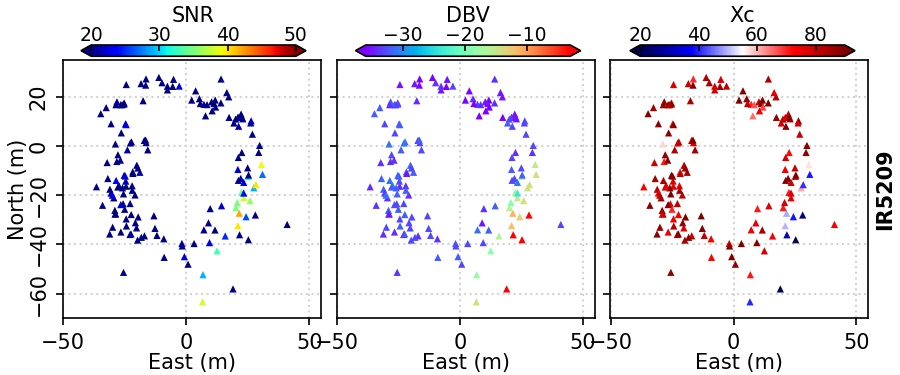 SNR DBV Xc
20 30 40 50 −30 −20 −10 20 40 60 80
North (m)
20
0
−20
−40
−60
−50 0 50 −50 0 50 −50 0 50
East (m) East (m) East (m)
IR5209